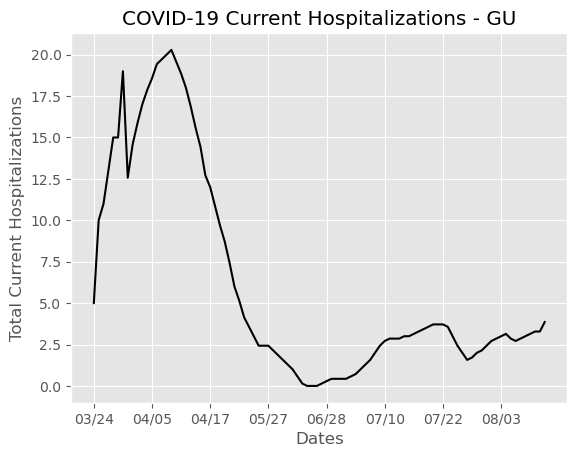 COVID-19 Current Hospitalizations - GU
Total Current Hospitalizations
20.0
17.5
15.0
12.5
10.0
7.5
5.0
2.5
0.0
03/24 04/05 04/17 05/27 06/28 07/10 07/22 08/03
Dates